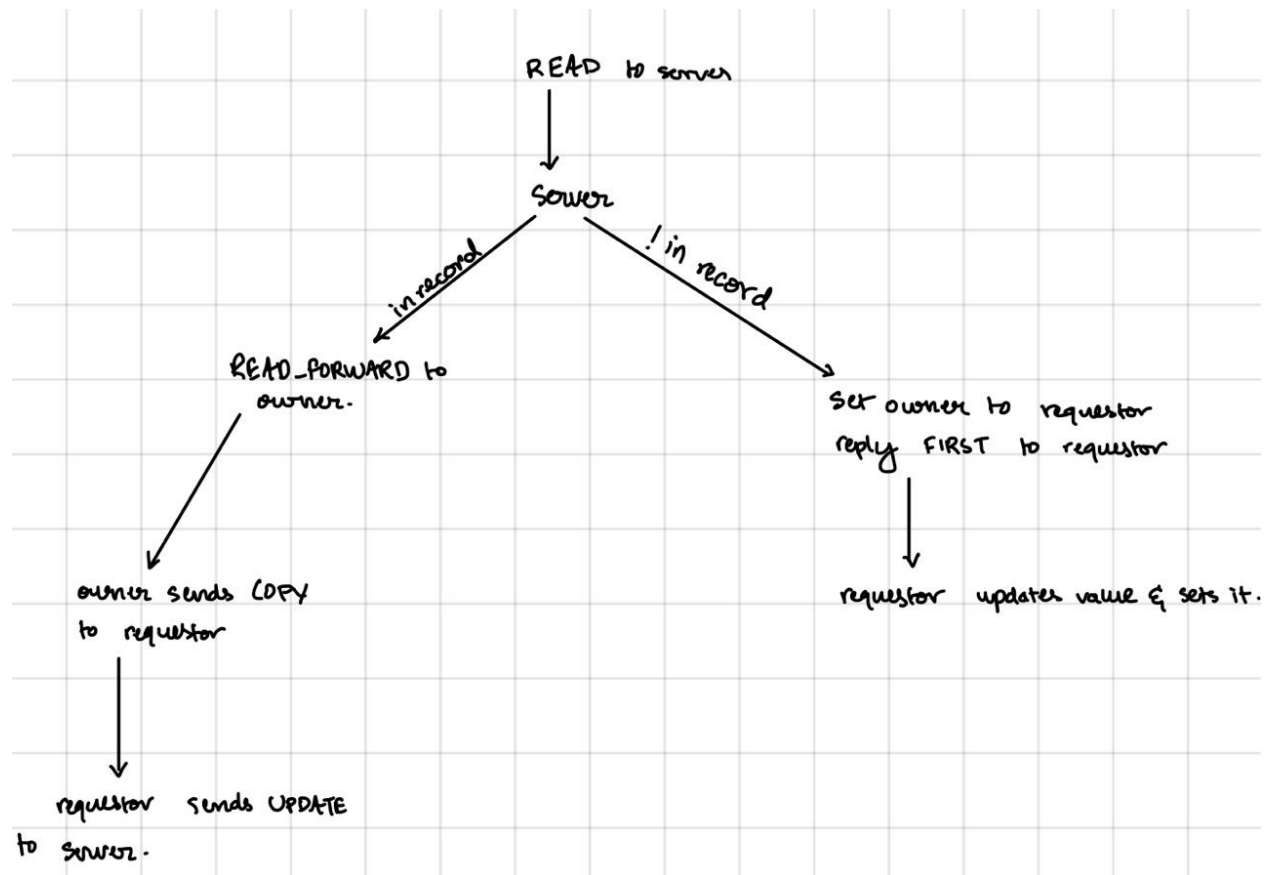 READ to server
server
in record
! in record
READ_FORWARD to
owner.
set owner to requestor
reply FIRST to requestor
owner sends COPY
to requestor
requestor updates value & sets it.
requestor sends UPDATE
to server.